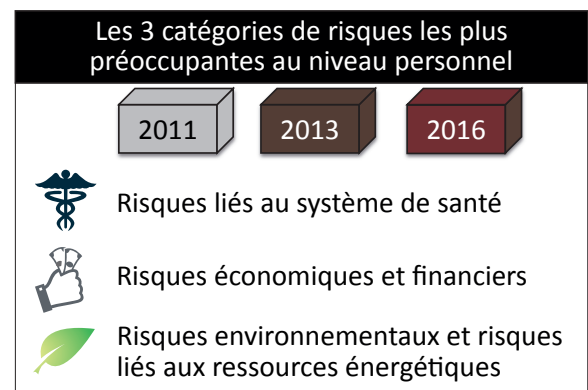 Les 3 catégories de risques les plus
préoccupantes au niveau personnel
2011 2013 2016
Risques liés au système de santé
Risques économiques et financiers
Risques environnementaux et risques
liés aux ressources énergétiques